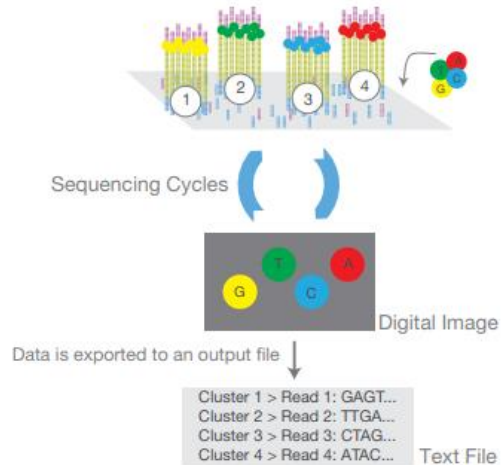 1
2
3
4
T
A
G
C
Sequencing Cycles
T
A
G
C
Digital Image
Data is exported to an output file
Cluster 1 > Read 1: GAGT...
Cluster 2 > Read 2: TTGA...
Cluster 3 > Read 3: CTAG...
Cluster 4 > Read 4: ATAC...
Text File